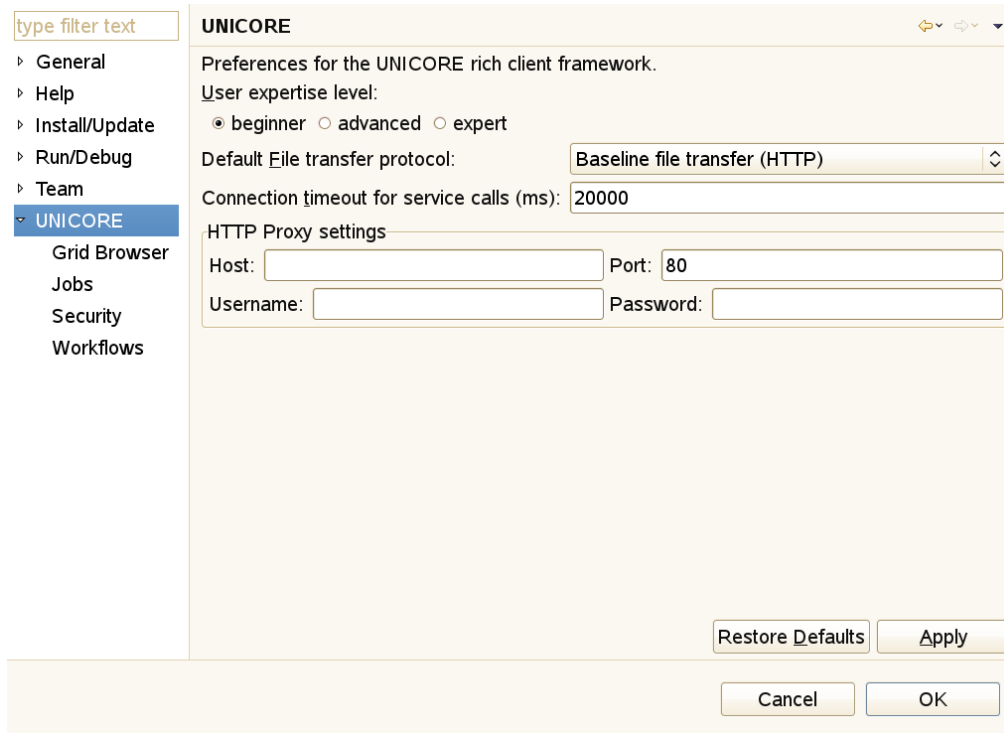 type filter text
General
Help
Install/Update
Run/Debug
Team
UNICORE
Grid Browser
Jobs
Security
Workflows
UNICORE
Preferences for the UNICORE rich client framework.
User expertise level:
beginner advanced expert
Default File transfer protocol: Baseline file transfer (HTTP)
Connection timeout for service calls (ms): 20000
HTTP Proxy settings
Host: Port: 80
Username: Password:
Restore Defaults Apply
Cancel OK